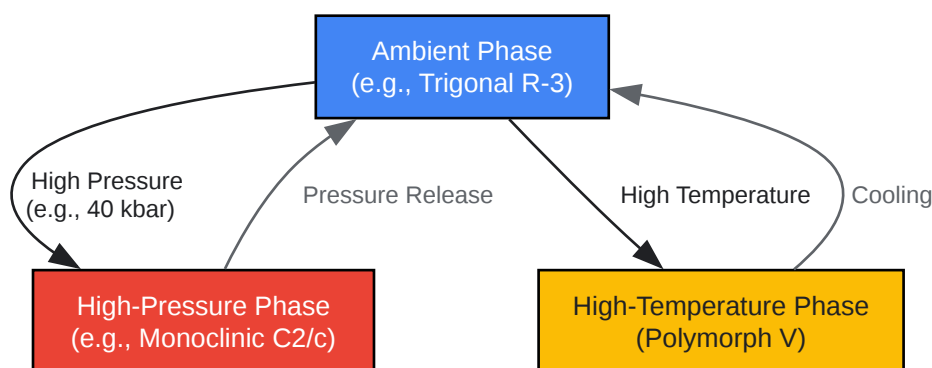 Ambient Phase
(e.g., Trigonal R-3)
High Pressure
(e.g., 40 kbar)
Pressure Release
High Temperature
Cooling
High-Pressure Phase
(e.g., Monoclinic C2/c)
High-Temperature Phase
(Polymorph V)